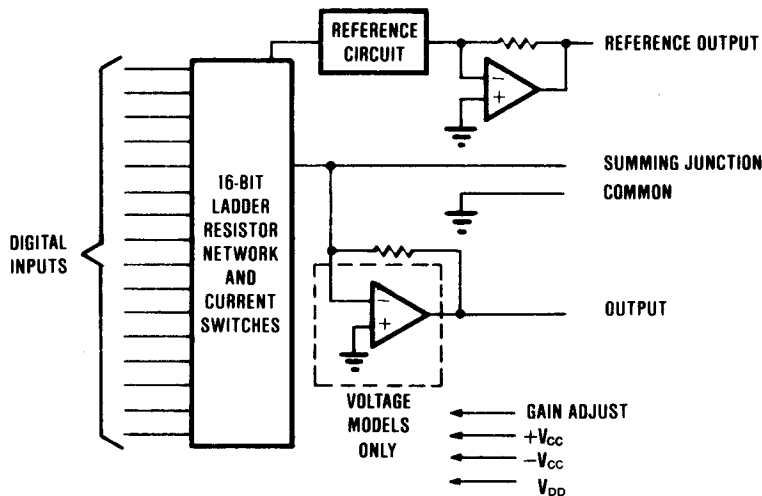 REFERENCE
CIRCUIT
REFERENCE OUTPUT
−
+
SUMMING JUNCTION
COMMON
16-BIT
LADDER
RESISTOR
NETWORK
AND
CURRENT
SWITCHES
DIGITAL
INPUTS
−
+
OUTPUT
VOLTAGE
MODELS
ONLY
GAIN ADJUST
+VCC
−VCC
VDD